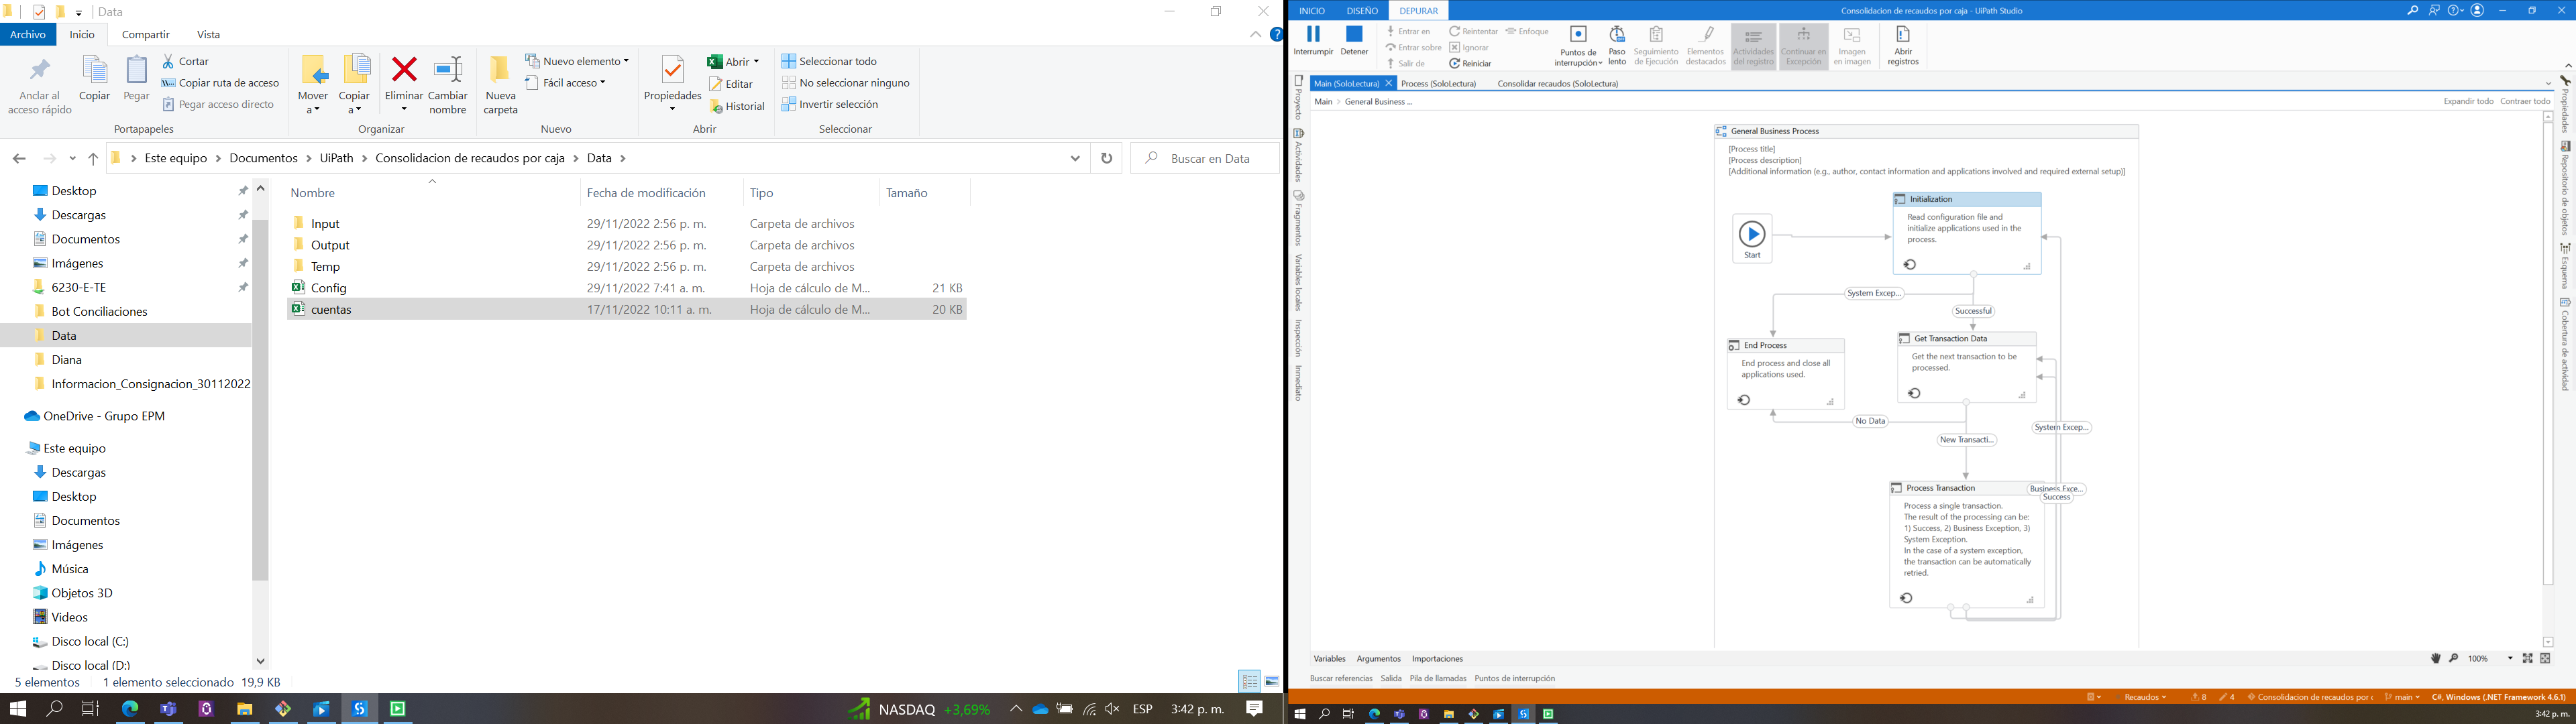 Data
Archivo Inicio Compartir Vista
Anclar al acceso rápido
Copiar
Pegar
Cortar
Copiar ruta de acceso
Pegar acceso directo
Portapapeles
Mover a
Copiar a
Eliminar
Cambiar nombre
Organizar
Nueva carpeta
Nuevo elemento
Fácil acceso
Nuevo
Propiedades
Abrir
Editar
Historial
Abrir
Seleccionar todo
No seleccionar ninguno
Invertir selección
Seleccionar
Este equipo > Documentos > UiPath > Consolidacion de recaudos por caja > Data >
Buscar en Data
Desktop
Descargas
Documentos
Imágenes
6230-E-TE
Bot Conciliaciones
Data
Diana
Informacion_Consignacion_30112022
OneDrive - Grupo EPM
Este equipo
Descargas
Desktop
Documentos
Imágenes
Música
Objetos 3D
Videos
Disco local (C:)
Disco local (D:)
Nombre Fecha de modificación Tipo Tamaño
Input 29/11/2022 2:56 p. m. Carpeta de archivos
Output 29/11/2022 2:56 p. m. Carpeta de archivos
Temp 29/11/2022 2:56 p. m. Carpeta de archivos
Config 29/11/2022 7:41 a. m. Hoja de cálculo de M... 21 KB
cuentas 17/11/2022 10:11 a. m. Hoja de cálculo de M... 20 KB
5 elementos 1 elemento seleccionado 19,9 KB
NASDAQ +3,69% ESP 3:42 p. m.
INICIO DISEÑO DEPURAR
Consolidacion de recaudos por caja - UiPath Studio
Interrumpir
Detener
Entrar en
Entrar sobre
Salir de
Reintentar
Ignorar
Reiniciar
Enfoque
Puntos de interrupción
Paso lento
Seguimiento de Ejecución
Elementos destacados
Actividades del registro
Continuar en Excepción
Imagen en imagen
Abrir registros
Main (SoloLectura) Process (SoloLectura) Consolidar recaudos (SoloLectura)
Main > General Business ...
Expandir todo Contraer todo
Proyecto
Actividades
Fragmentos
Variables locales
Inspección
Inmediato
General Business Process
[Process title]
[Process description]
[Additional information (e.g., author, contact information and applications involved and required external setup)]
Start
Initialization
Read configuration file and
initialize applications used in the
process.
System Excep...
Successful
End Process
End process and close all
applications used.
Get Transaction Data
Get the next transaction to be
processed.
No Data
New Transacti...
System Excep...
Process Transaction
Business Exce...
Success
Process a single transaction.
The result of the processing can be:
1) Success, 2) Business Exception, 3)
System Exception.
In the case of a system exception,
the transaction can be automatically
retried.
Propiedades
Repositorio de objetos
Esquema
Cobertura de actividad
Variables Argumentos Importaciones
100%
Buscar referencias Salida Pila de llamadas Puntos de interrupción
Recaudos 8 4 Consolidacion de recaudos por c main C#, Windows (.NET Framework 4.6.1)
3:42 p. m.